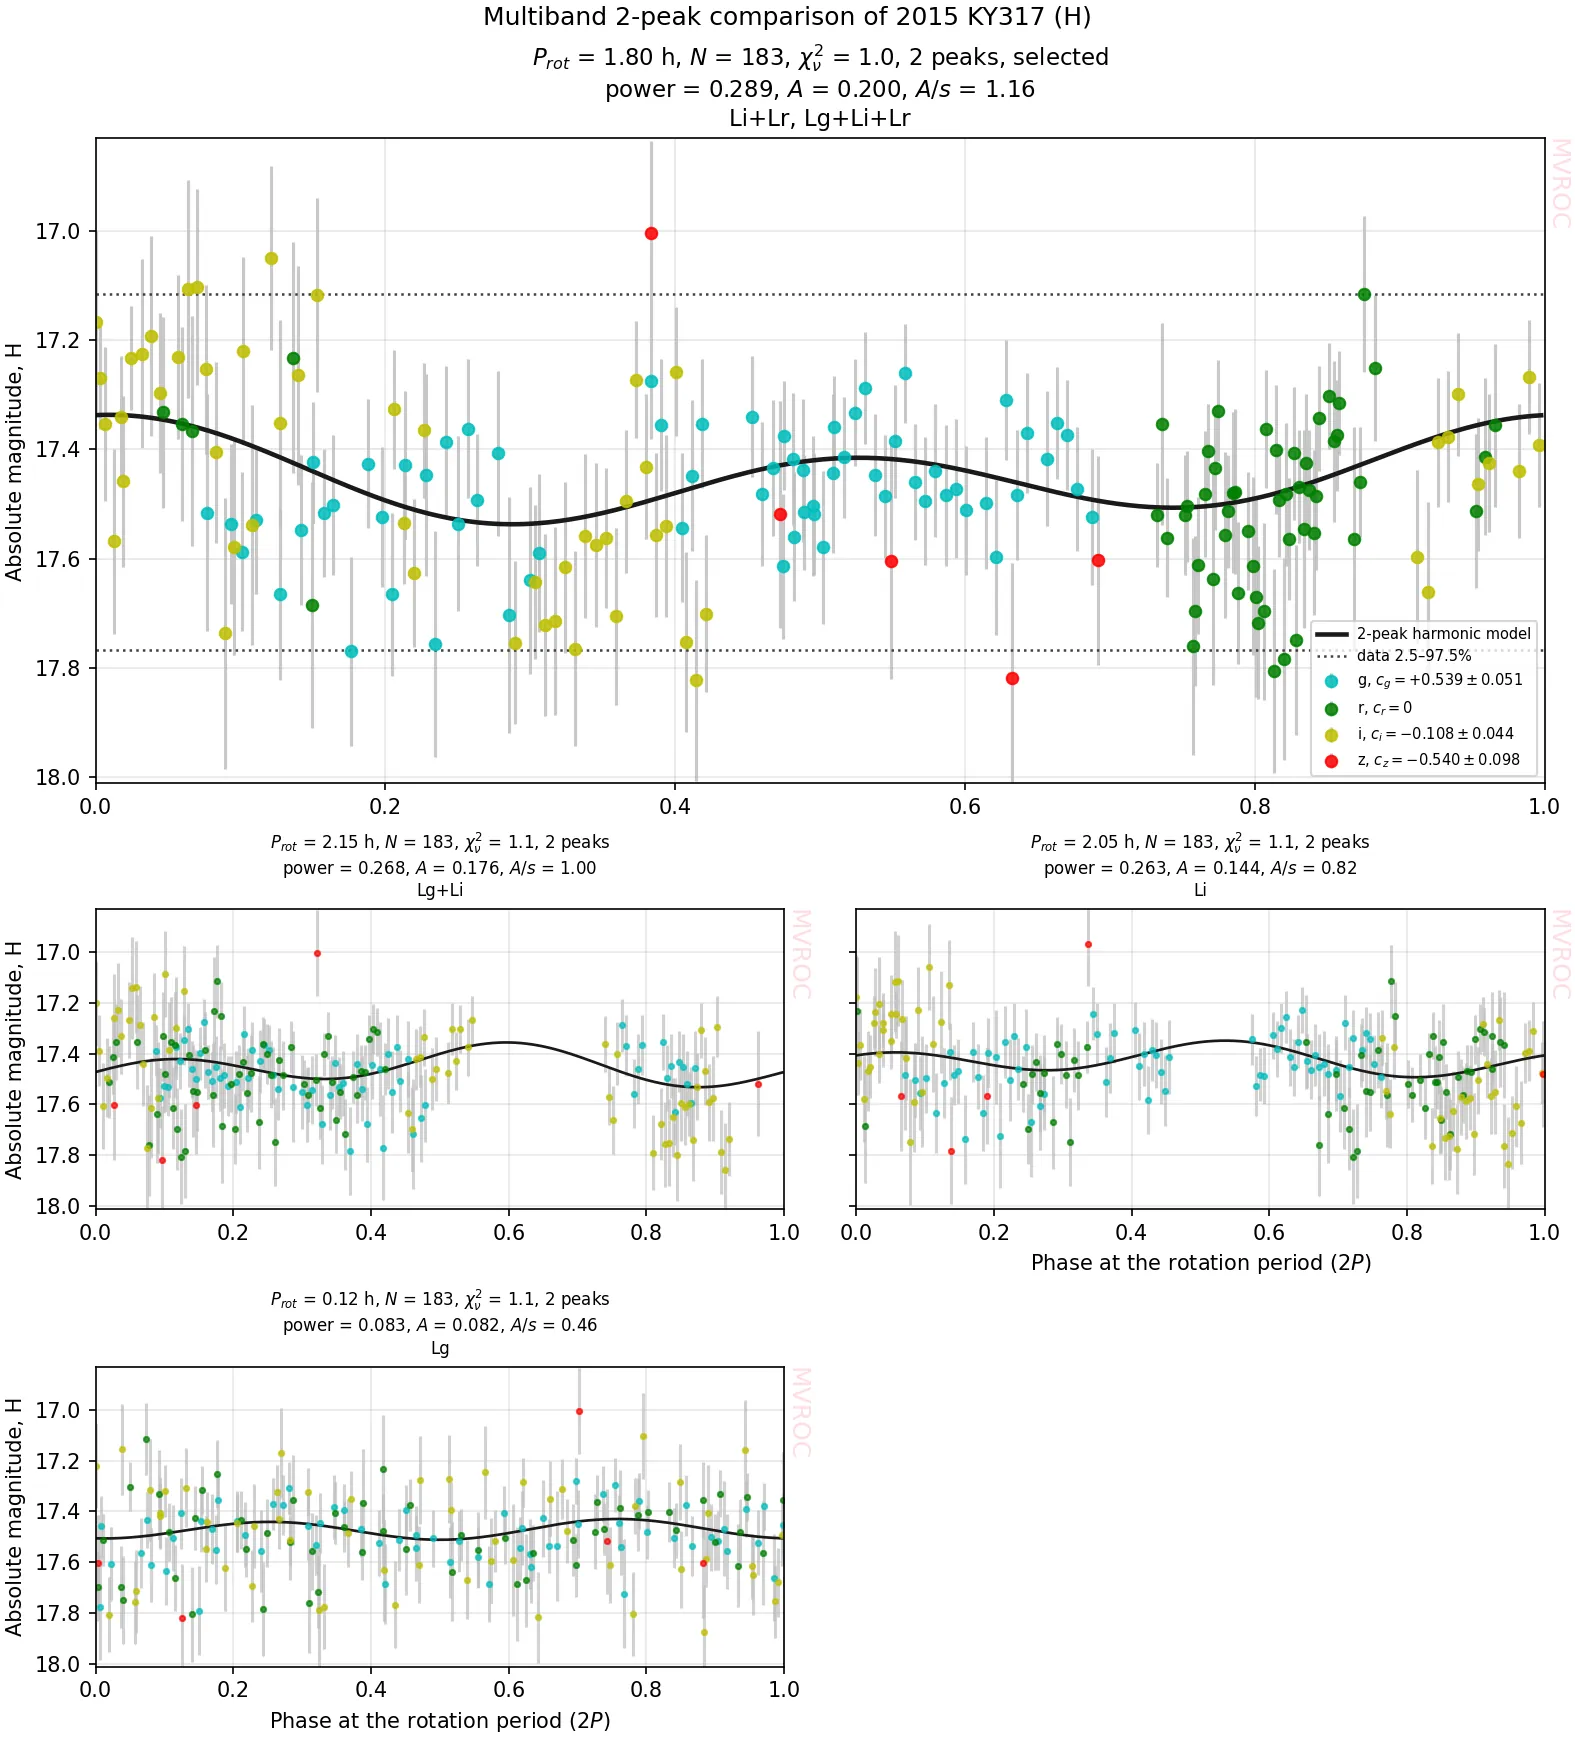 Multiband 2-peak comparison of 2015 KY317 (H)
P_rot = 1.80 h, N = 183, χ²_ν = 1.0, 2 peaks, selected
power = 0.289, A = 0.200, A/s = 1.16
Li+Lr, Lg+Li+Lr
MVROC
Absolute magnitude, H
17.0
17.2
17.4
17.6
17.8
18.0
2-peak harmonic model
data 2.5–97.5%
g, c_g = +0.539 ± 0.051
r, c_r = 0
i, c_i = −0.108 ± 0.044
z, c_z = −0.540 ± 0.098
0.0 0.2 0.4 0.6 0.8 1.0
P_rot = 2.15 h, N = 183, χ²_ν = 1.1, 2 peaks
power = 0.268, A = 0.176, A/s = 1.00
Lg+Li
MVROC
Absolute magnitude, H
17.0
17.2
17.4
17.6
17.8
18.0
0.0 0.2 0.4 0.6 0.8 1.0
P_rot = 2.05 h, N = 183, χ²_ν = 1.1, 2 peaks
power = 0.263, A = 0.144, A/s = 0.82
Li
MVROC
0.0 0.2 0.4 0.6 0.8 1.0
Phase at the rotation period (2P)
P_rot = 0.12 h, N = 183, χ²_ν = 1.1, 2 peaks
power = 0.083, A = 0.082, A/s = 0.46
Lg
MVROC
Absolute magnitude, H
17.0
17.2
17.4
17.6
17.8
18.0
0.0 0.2 0.4 0.6 0.8 1.0
Phase at the rotation period (2P)